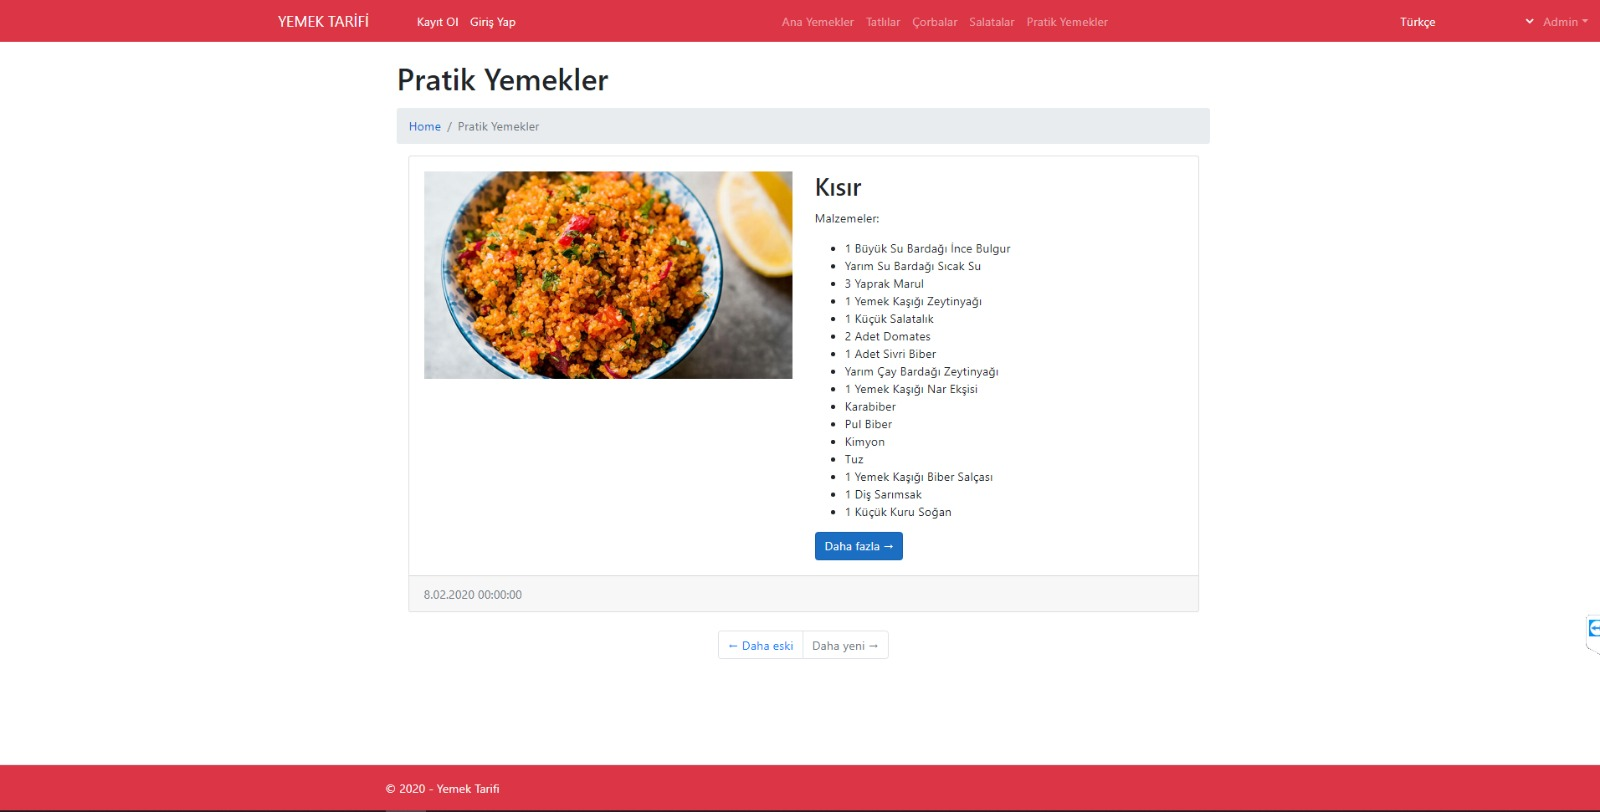 YEMEK TARİFİ Kayıt Ol Giriş Yap Ana Yemekler Tatlılar Çorbalar Salatalar Pratik Yemekler Türkçe Admin
Pratik Yemekler
Home / Pratik Yemekler
Kısır
Malzemeler:
1 Büyük Su Bardağı İnce Bulgur
Yarım Su Bardağı Sıcak Su
3 Yaprak Marul
1 Yemek Kaşığı Zeytinyağı
1 Küçük Salatalık
2 Adet Domates
1 Adet Sivri Biber
Yarım Çay Bardağı Zeytinyağı
1 Yemek Kaşığı Nar Ekşisi
Karabiber
Pul Biber
Kimyon
Tuz
1 Yemek Kaşığı Biber Salçası
1 Diş Sarımsak
1 Küçük Kuru Soğan
Daha fazla →
8.02.2020 00:00:00
← Daha eski Daha yeni →
© 2020 - Yemek Tarifi